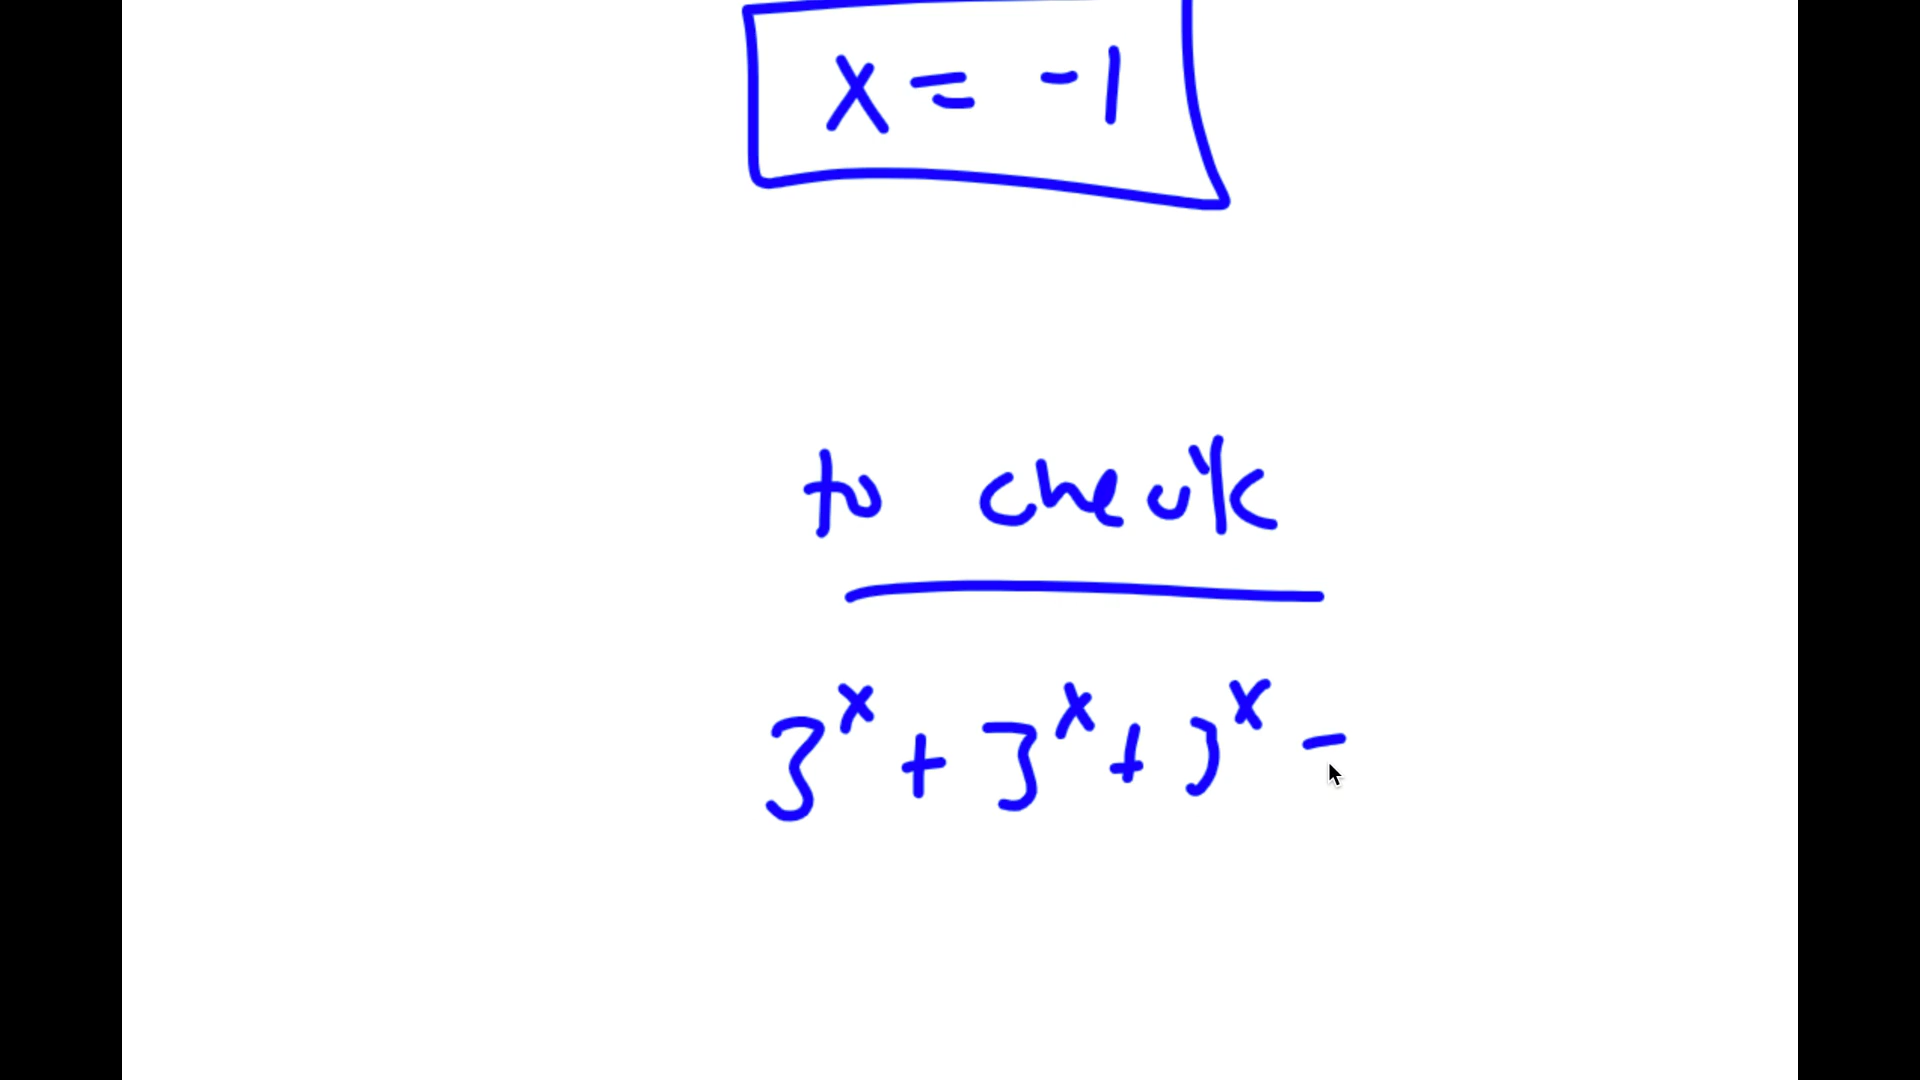 x = -1
to check
3^x + 3^x + 3^x -